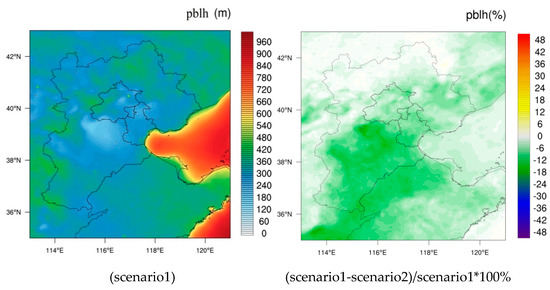 pblh (m)
42°N
40°N
38°N
36°N
114°E 116°E 118°E 120°E
960
900
840
780
720
660
600
540
480
420
360
300
240
180
120
60
0
(scenario1)
pblh(%)
42°N
40°N
38°N
36°N
114°E 116°E 118°E 120°E
48
42
36
30
24
18
12
6
0
-6
-12
-18
-24
-30
-36
-42
-48
(scenario1-scenario2)/scenario1*100%